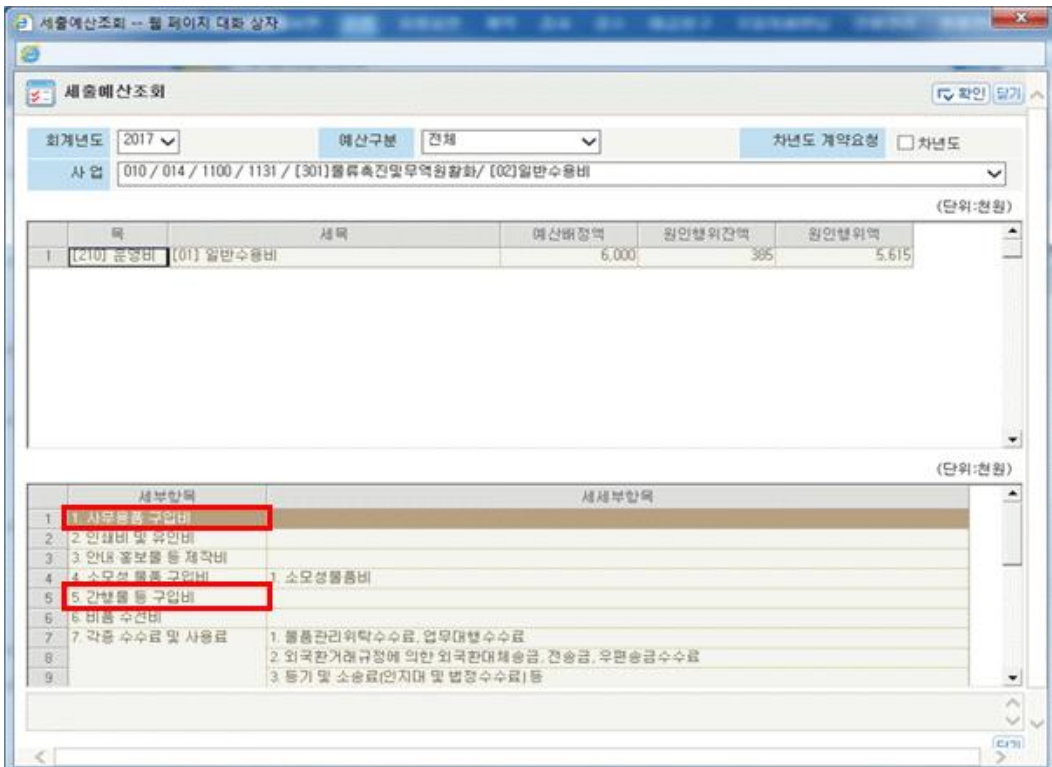 세출예산조회 -- 웹 페이지 대화 상자
세출예산조회 확인 닫기
회계년도 2017 예산구분 전체 차년도 계약요청 차년도
사 업 010 / 014 / 1100 / 1131 / [301]물류촉진및무역원활화/ [02]일반수용비
(단위:천원)
목 세목 예산배정액 원인행위잔액 원인행위액
1 [210] 운영비 [01] 일반수용비 6,000 385 5,615
(단위:천원)
세부항목 세세부항목
1 1. 사무용품 구입비
2 2. 인쇄비 및 유인비
3 3. 안내·홍보물 등 제작비
4 4. 소모성 물품 구입비 1. 소모성물품비
5 5. 간행물 등 구입비
6 6. 비품 수선비
7 7. 각종 수수료 및 사용료 1. 물품관리위탁수수료, 업무대행수수료
8 2. 외국환거래규정에 의한 외국환대체송금, 전송금, 우편송금수수료
9 3. 등기 및 소송료(인지대 및 법정수수료) 등
닫기